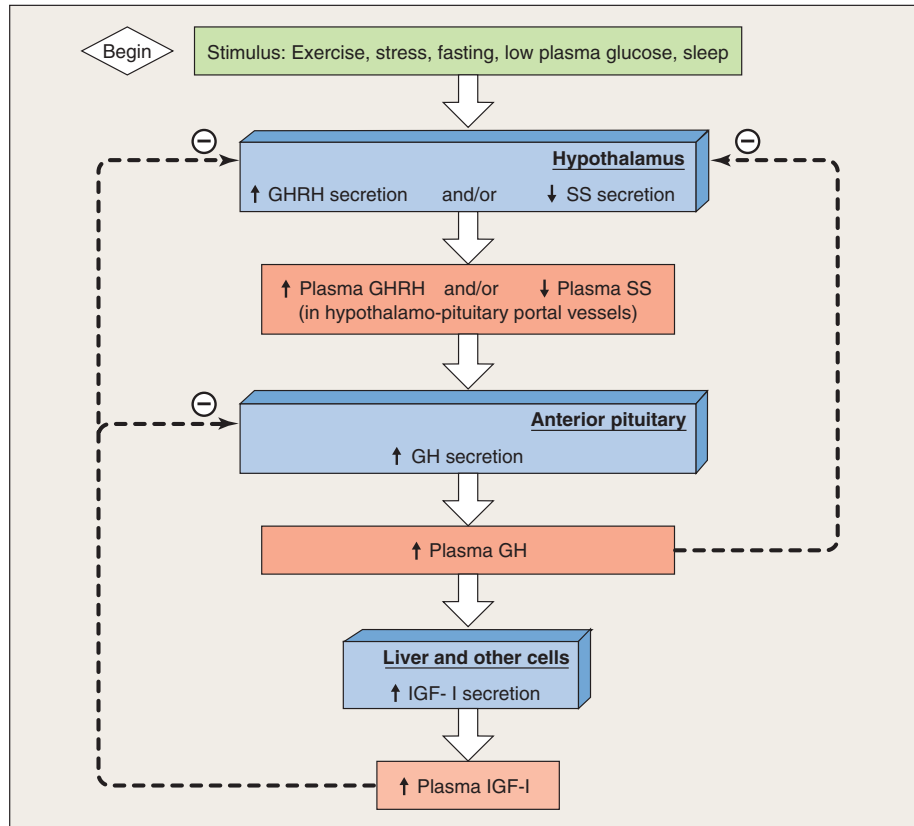 Begin
Stimulus: Exercise, stress, fasting, low plasma glucose, sleep
−
−
Hypothalamus
↑ GHRH secretion and/or ↓ SS secretion
↑ Plasma GHRH and/or ↓ Plasma SS
(in hypothalamo-pituitary portal vessels)
−
Anterior pituitary
↑ GH secretion
↑ Plasma GH
Liver and other cells
↑ IGF- I secretion
↑ Plasma IGF-I